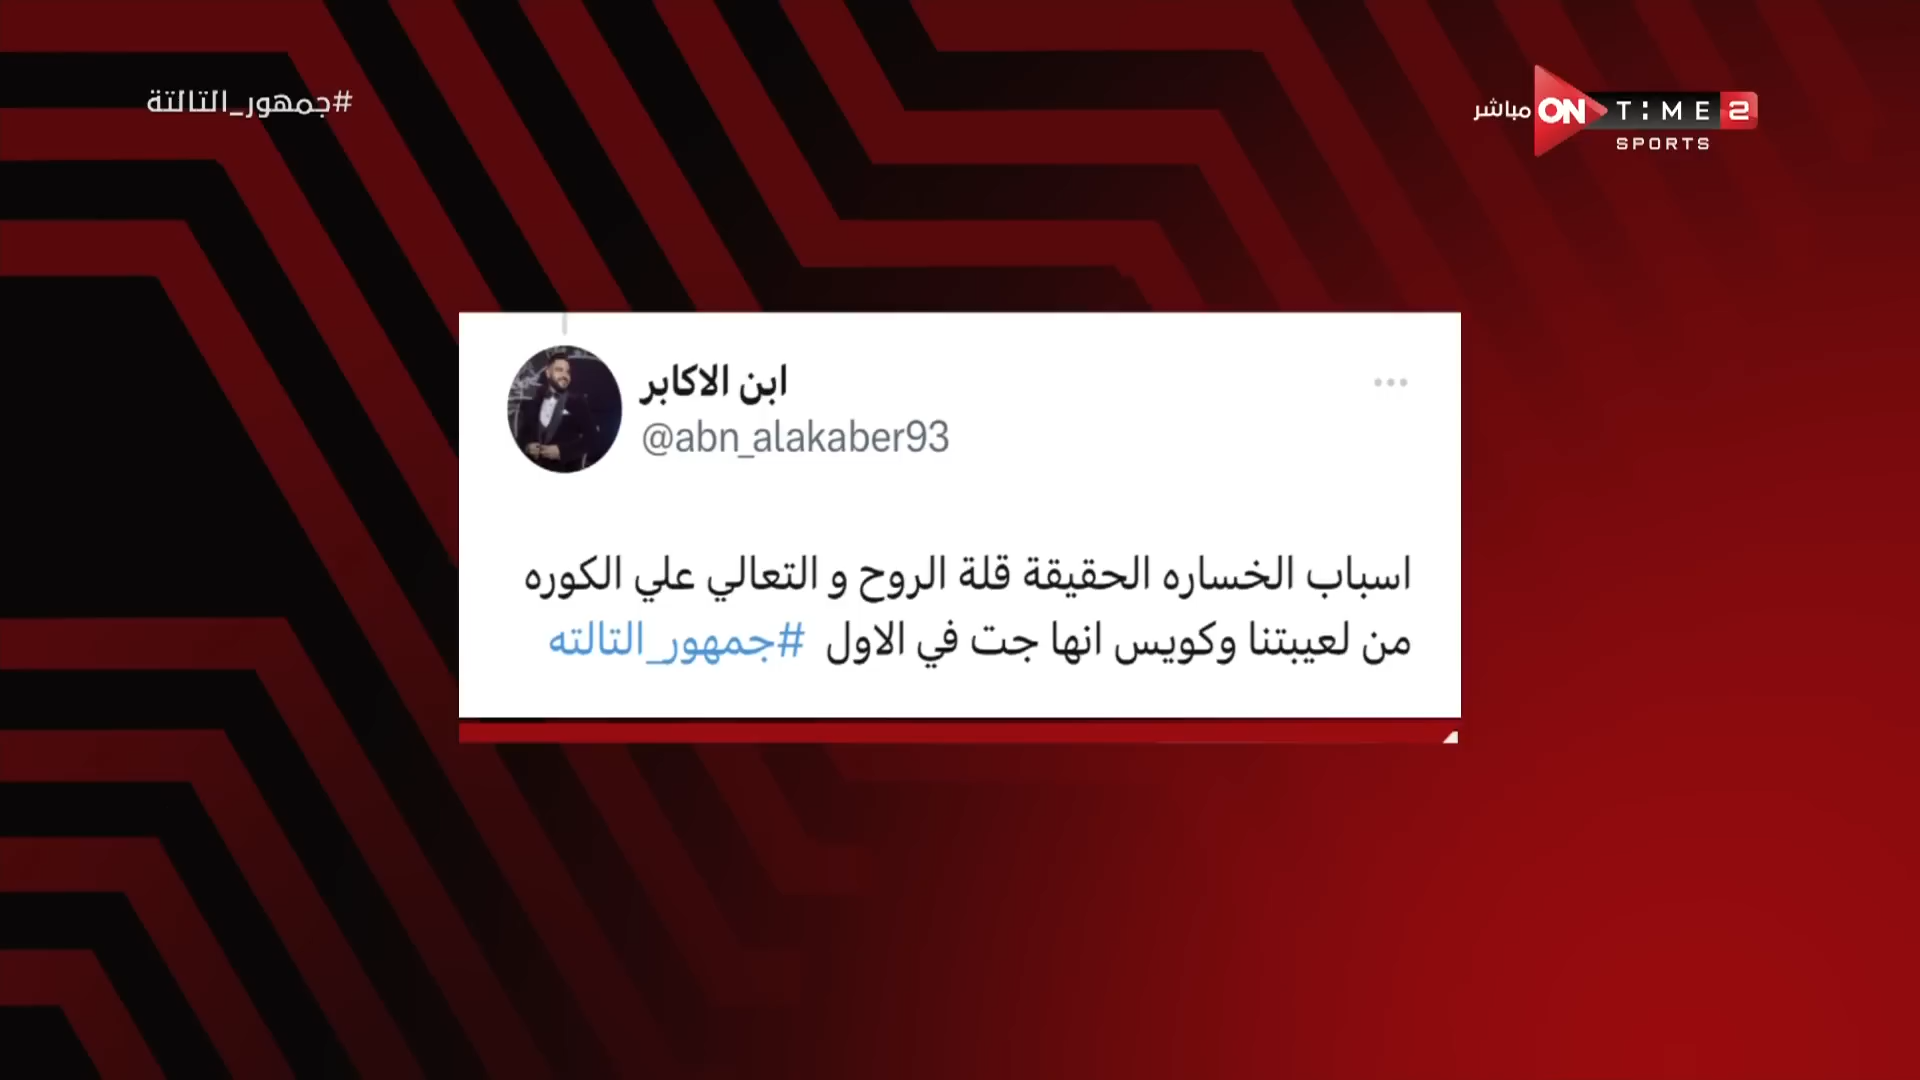 #جمهور_التالتة
مباشر ON TIME 2
SPORTS
ابن الاكابر
@abn_alakaber93
اسباب الخساره الحقيقة قلة الروح و التعالي علي الكوره
من لعيبتنا وكويس انها جت في الاول #جمهور_التالته